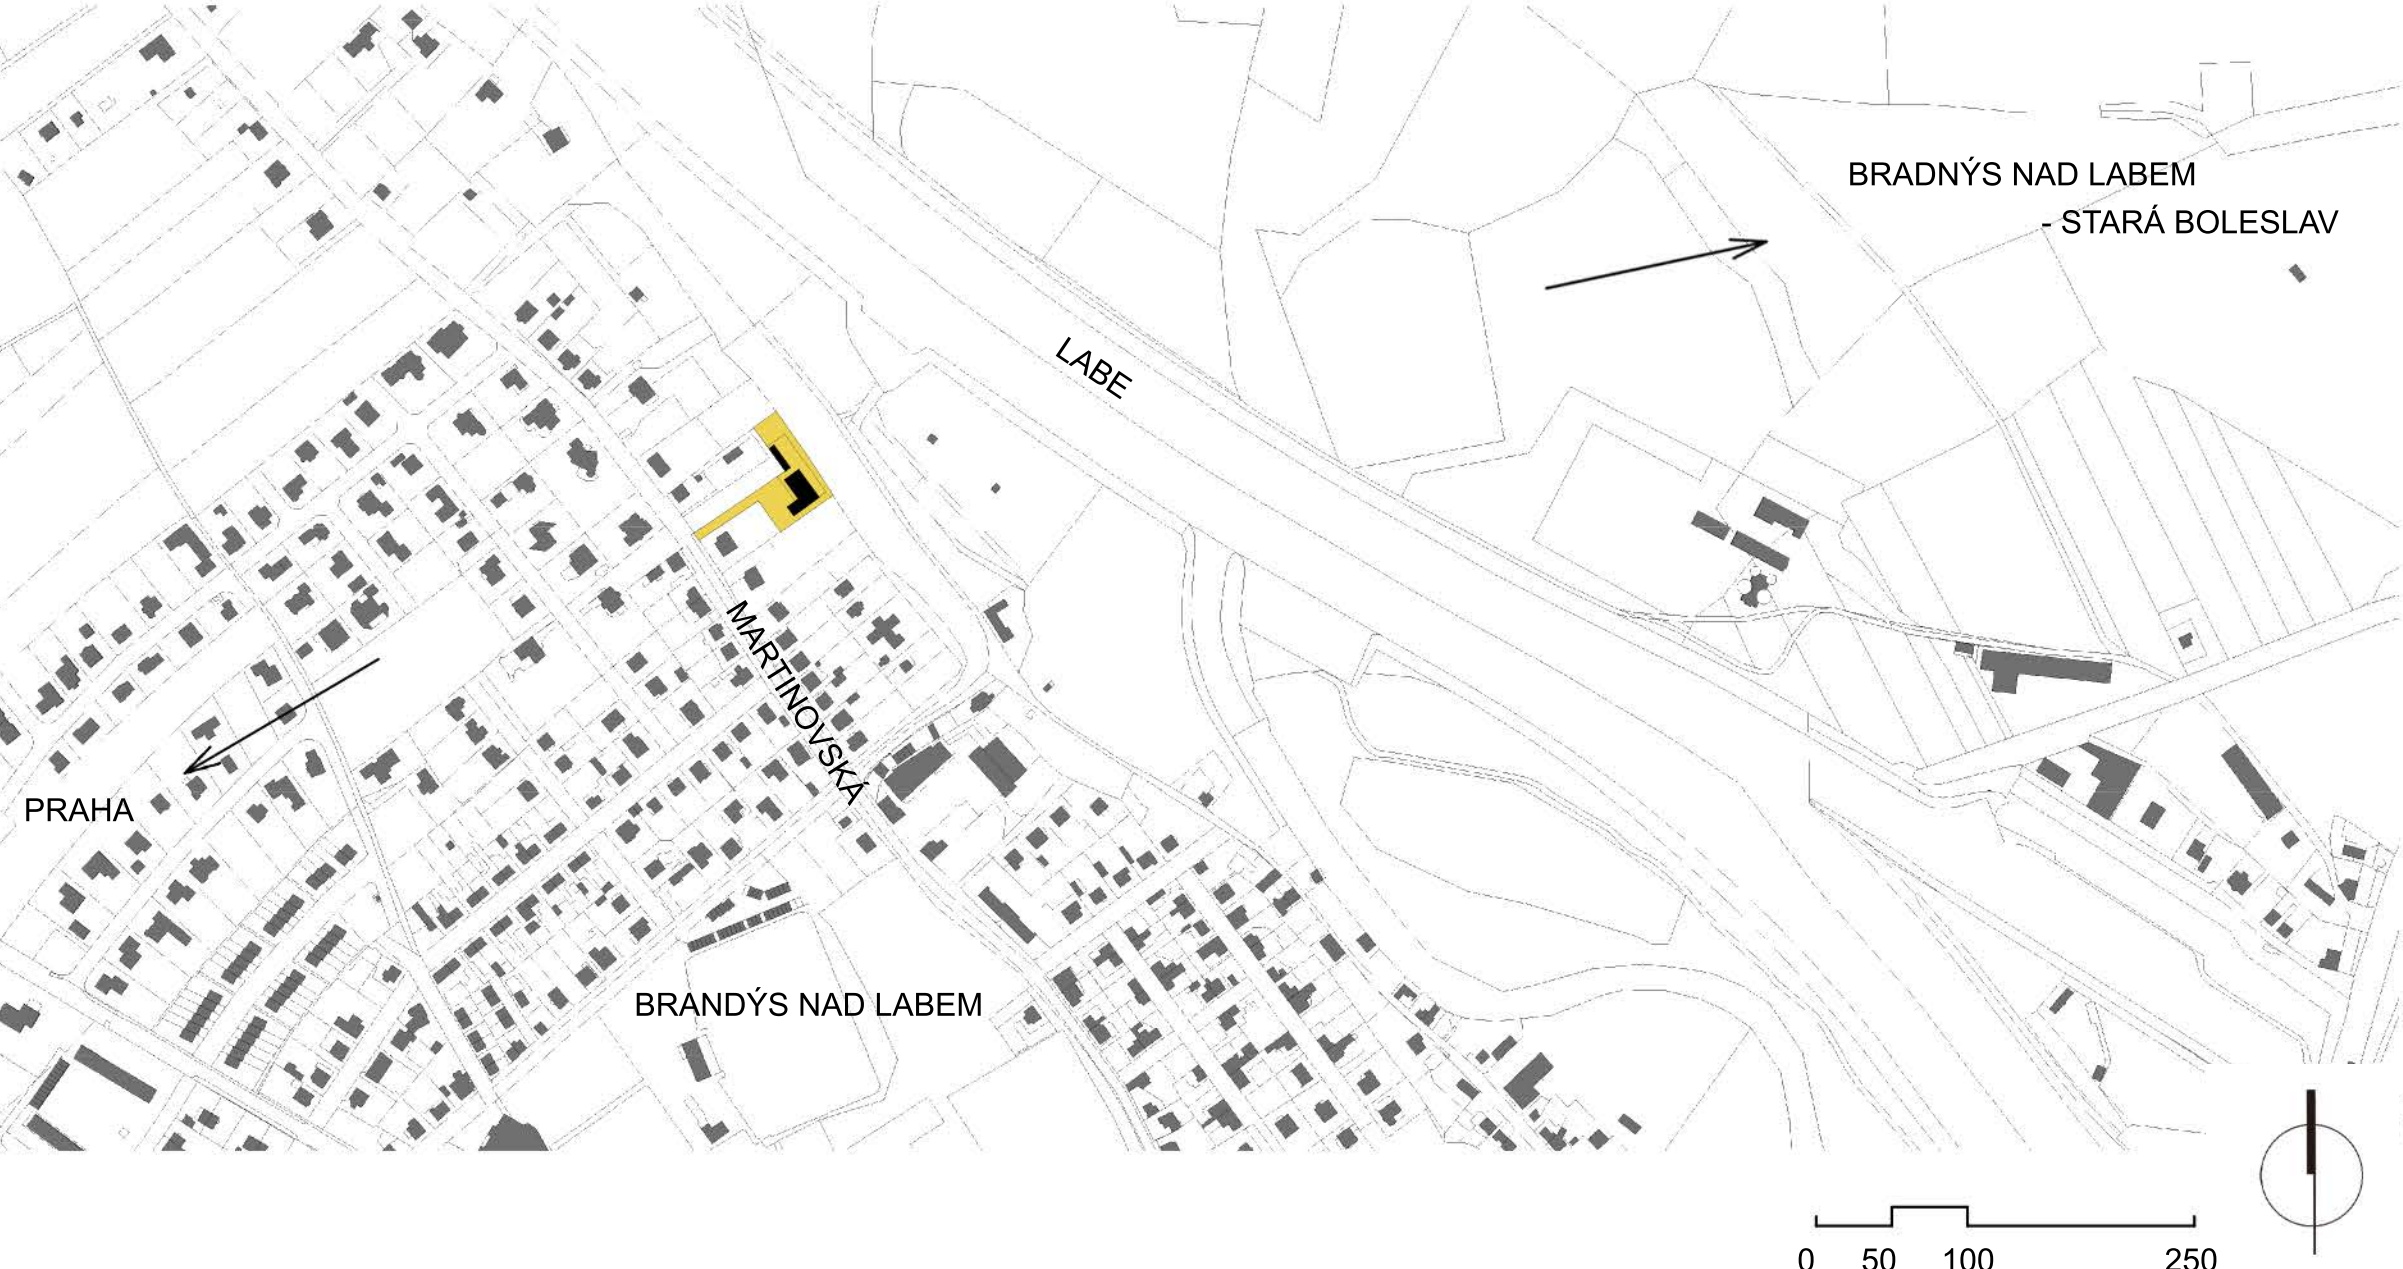 BRADNÝS NAD LABEM
- STARÁ BOLESLAV
LABE
MARTINOVSKÁ
PRAHA
BRANDÝS NAD LABEM
0 50 100 250